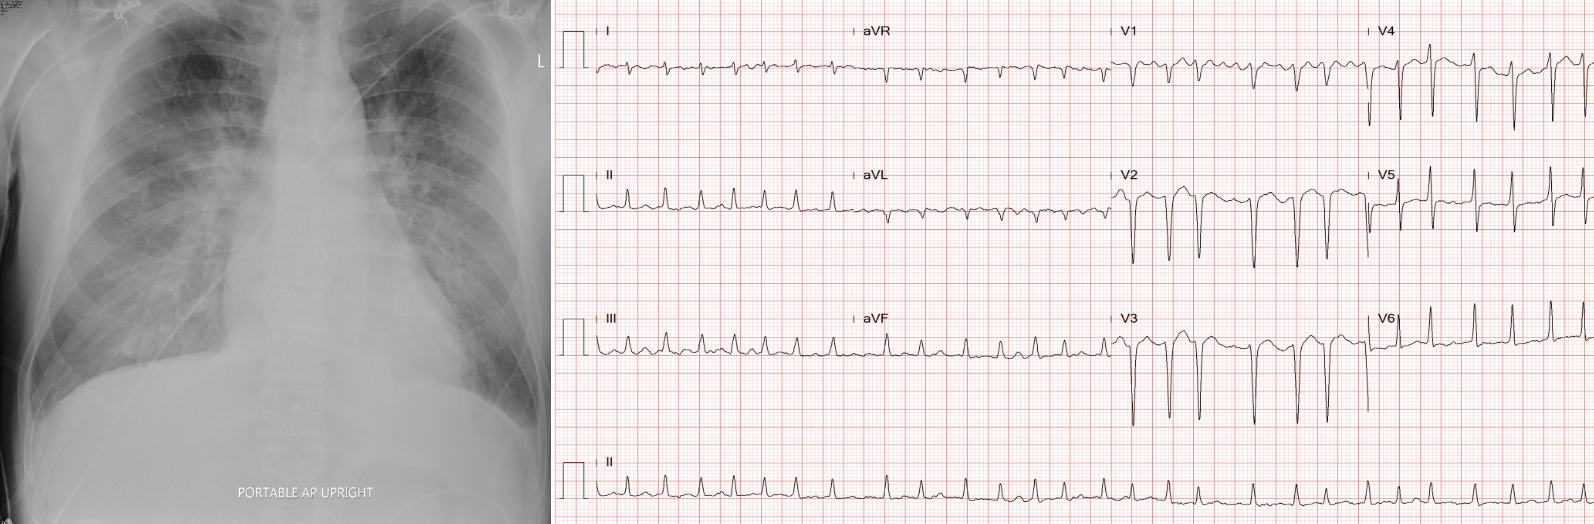 L
PORTABLE AP UPRIGHT
I aVR V1 V4
II aVL V2 V5
III aVF V3 V6
II